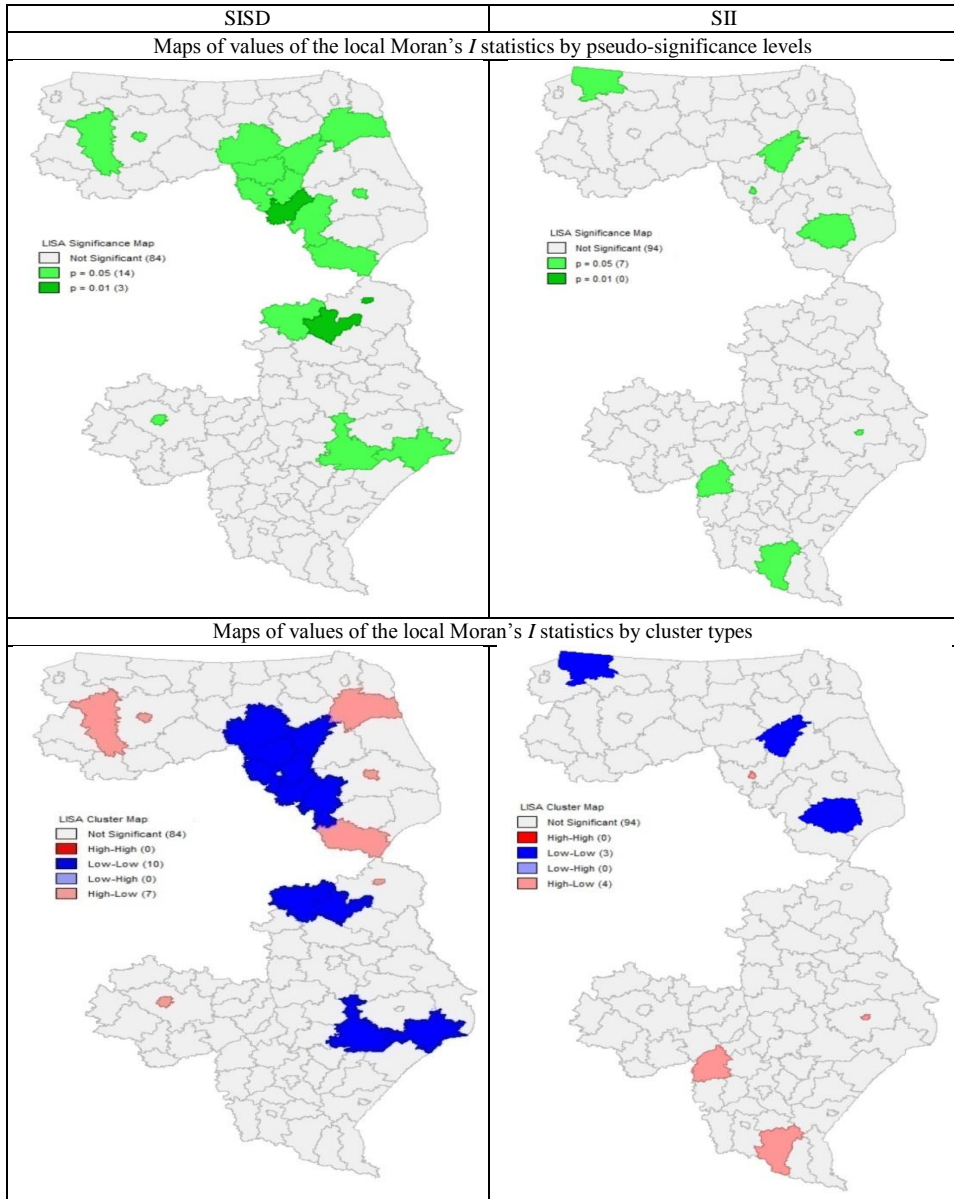 SISD SII
Maps of values of the local Moran's I statistics by pseudo-significance levels
LISA Significance Map
Not Significant (84)
p = 0.05 (14)
p = 0.01 (3)
LISA Significance Map
Not Significant (94)
p = 0.05 (7)
p = 0.01 (0)
Maps of values of the local Moran's I statistics by cluster types
LISA Cluster Map
Not Significant (84)
High-High (0)
Low-Low (10)
Low-High (0)
High-Low (7)
LISA Cluster Map
Not Significant (94)
High-High (0)
Low-Low (3)
Low-High (0)
High-Low (4)